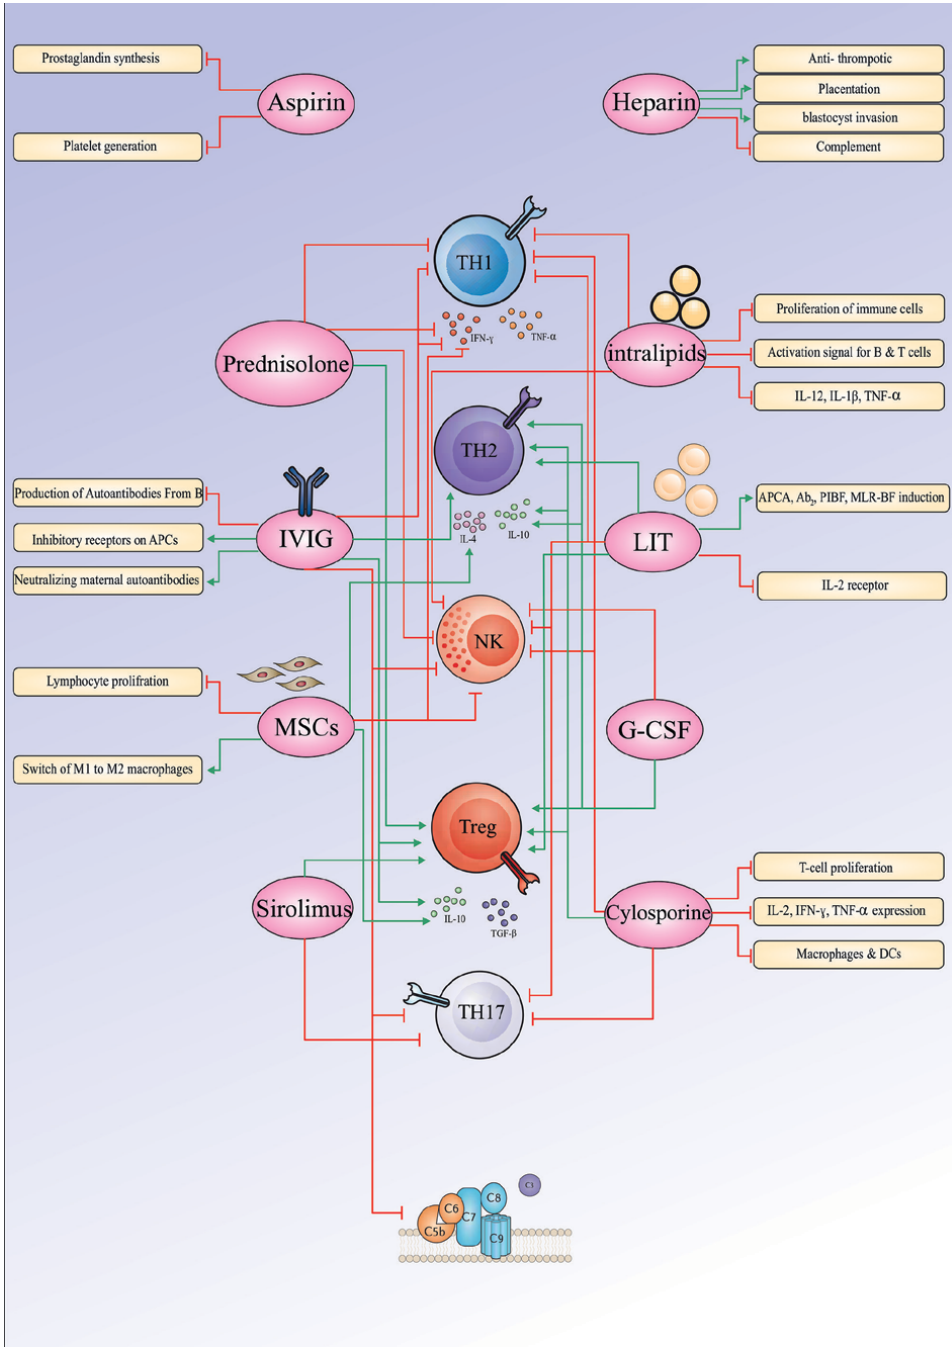 Prostaglandin synthesis
Aspirin
Platelet generation
Heparin
Anti- thrompotic
Placentation
blastocyst invasion
Complement
TH1
IFN-γ
TNF-α
Prednisolone
intralipids
Proliferation of immune cells
Activation signal for B & T cells
IL-12, IL-1β, TNF-α
TH2
IL-4
IL-10
Production of Autoantibodies From B
IVIG
Inhibitory receptors on APCs
Neutralizing maternal autoantibodies
LIT
APCA, Ab₂, PIBF, MLR-BF induction
IL-2 receptor
NK
Lymphocyte prolifration
MSCs
Switch of M1 to M2 macrophages
G-CSF
Treg
IL-10
TGF-β
Sirolimus
Cylosporine
T-cell proliferation
IL-2, IFN-γ, TNF-α expression
Macrophages & DCs
TH17
C5b
C6
C7
C8
C9
C1